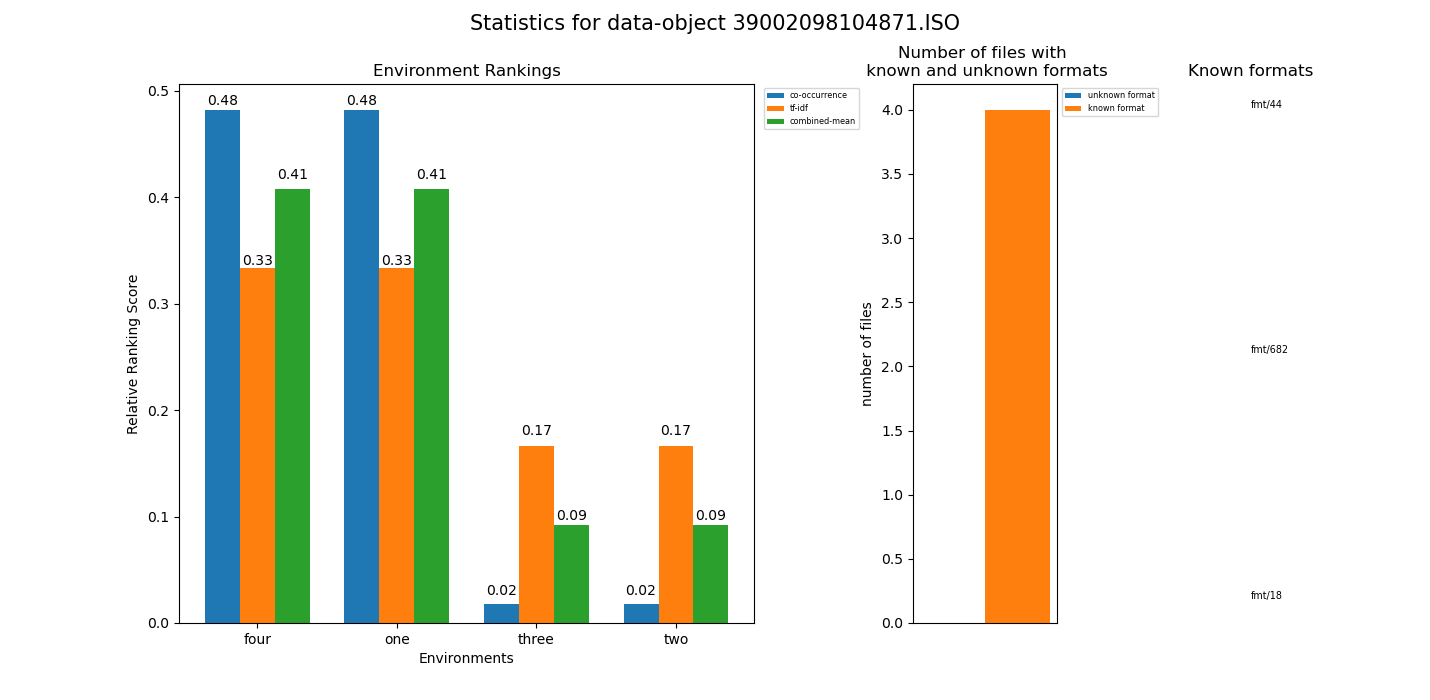 Statistics for data-object 39002098104871.ISO
Environment Rankings
0.5
0.4
0.3
0.2
0.1
0.0
Relative Ranking Score
0.48
0.33
0.41
0.48
0.33
0.41
0.02
0.17
0.09
0.02
0.17
0.09
four
one
three
two
Environments
co-occurrence
tf-idf
combined-mean
Number of files with
known and unknown formats
4.0
3.5
3.0
2.5
2.0
1.5
1.0
0.5
0.0
number of files
unknown format
known format
Known formats
fmt/44
fmt/682
fmt/18